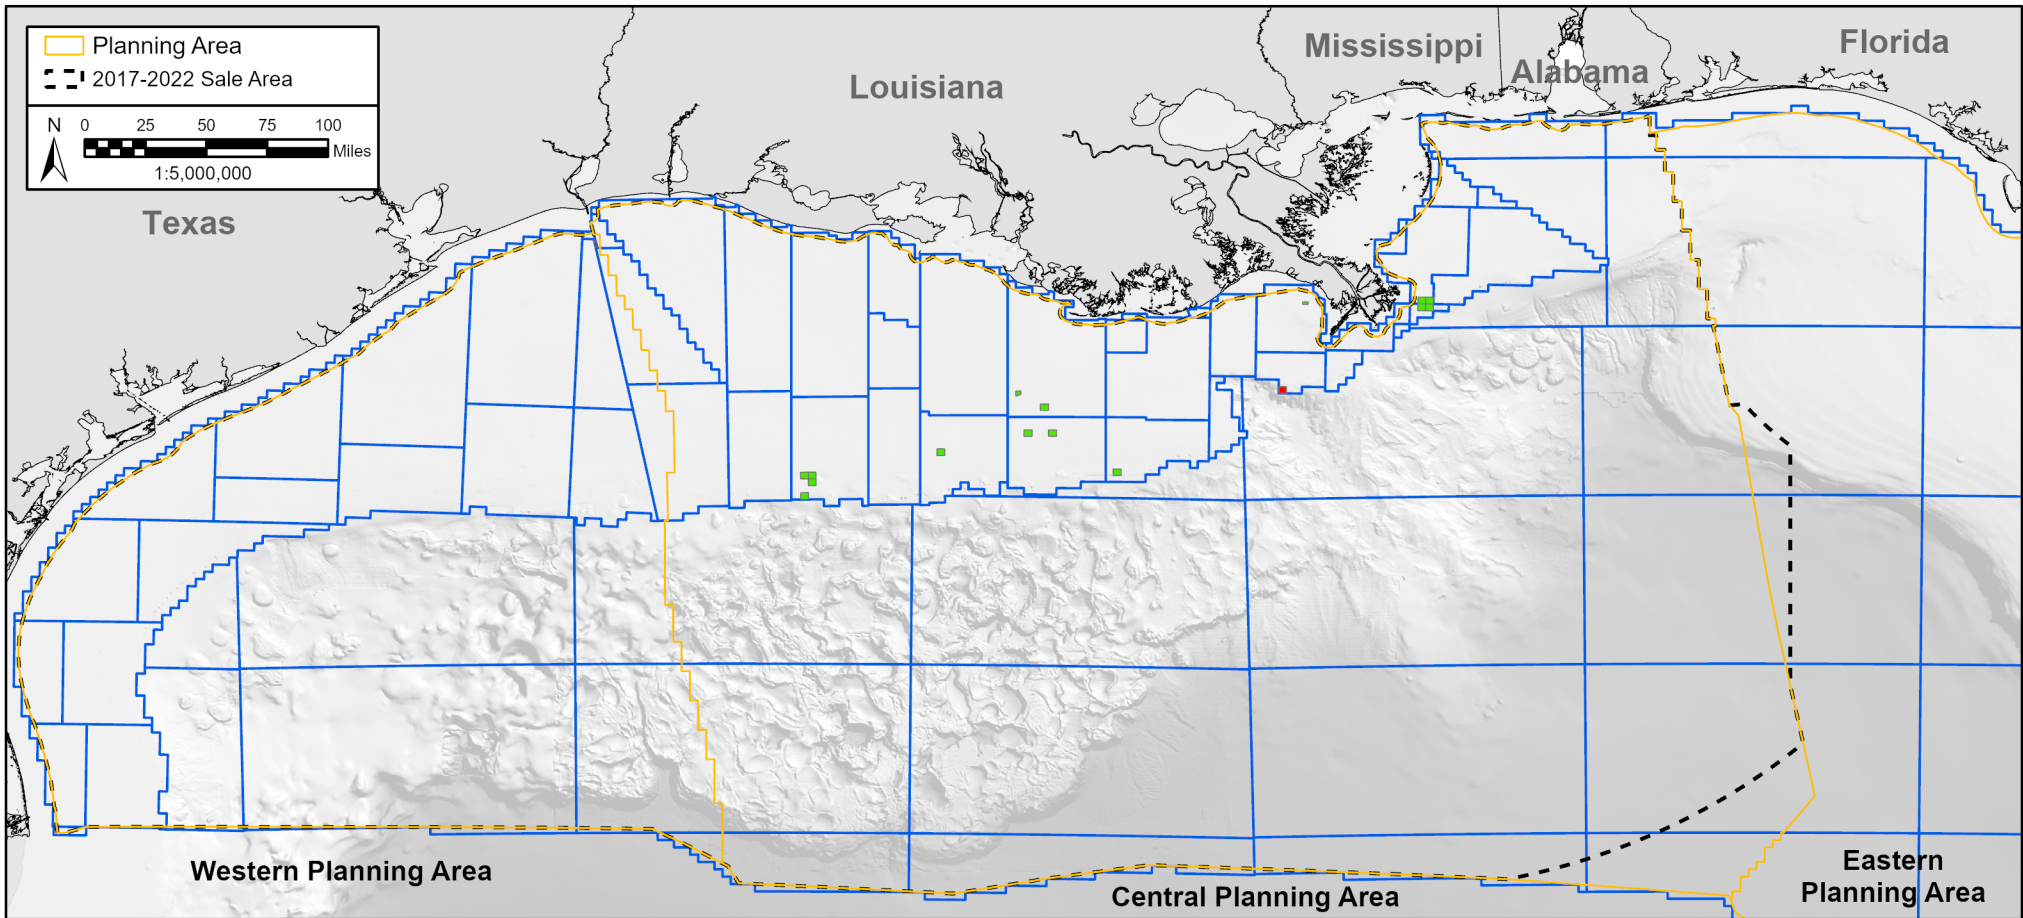 Planning Area
2017-2022 Sale Area
N
0 25 50 75 100
Miles
1:5,000,000
Texas
Louisiana
Mississippi
Alabama
Florida
Western Planning Area
Central Planning Area
Eastern
Planning Area